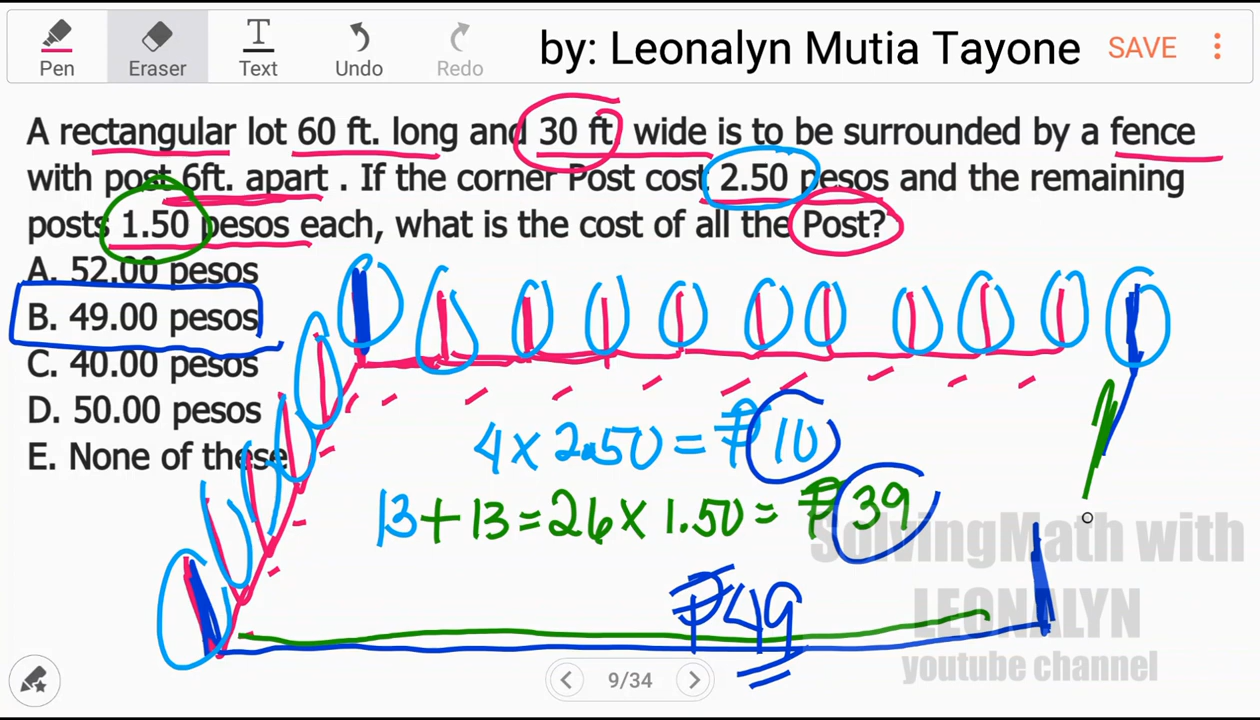 by: Leonalyn Mutia Tayone
SAVE
Pen
Eraser
Text
Undo
Redo
A rectangular lot 60 ft. long and 30 ft wide is to be surrounded by a fence
with post 6ft. apart . If the corner Post cost 2.50 pesos and the remaining
posts 1.50 pesos each, what is the cost of all the Post?
A. 52.00 pesos
B. 49.00 pesos
C. 40.00 pesos
D. 50.00 pesos
E. None of these
4 × 2.50 = ₱10
13 + 13 = 26 × 1.50 = ₱39
₱49
SolvingMath with
LEONALYN
youtube channel
9/34